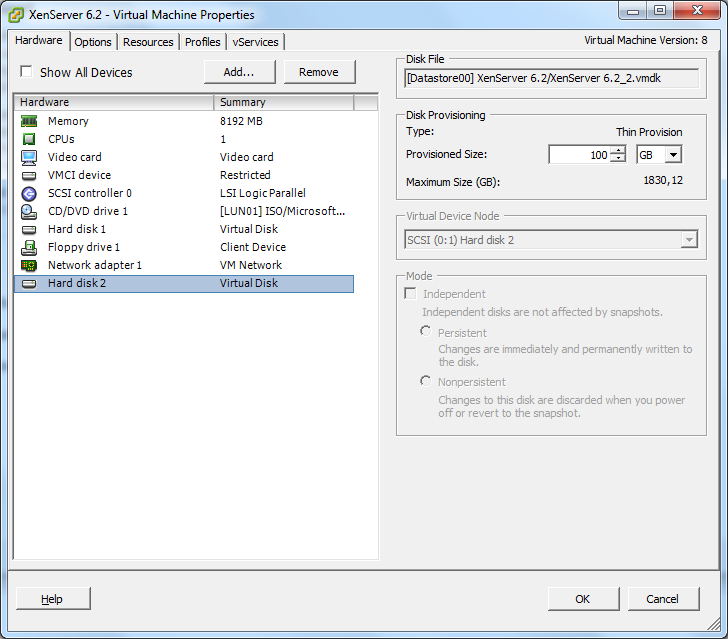 XenServer 6.2 - Virtual Machine Properties
Hardware Options Resources Profiles vServices
Virtual Machine Version: 8
Show All Devices
Add...
Remove
Hardware Summary
Memory 8192 MB
CPUs 1
Video card Video card
VMCI device Restricted
SCSI controller 0 LSI Logic Parallel
CD/DVD drive 1 [LUN01] ISO/Microsoft...
Hard disk 1 Virtual Disk
Floppy drive 1 Client Device
Network adapter 1 VM Network
Hard disk 2 Virtual Disk
Disk File
[Datastore00] XenServer 6.2/XenServer 6.2_2.vmdk
Disk Provisioning
Type: Thin Provision
Provisioned Size: 100 GB
Maximum Size (GB): 1830,12
Virtual Device Node
SCSI (0:1) Hard disk 2
Mode
Independent
Independent disks are not affected by snapshots.
Persistent
Changes are immediately and permanently written to
the disk.
Nonpersistent
Changes to this disk are discarded when you power
off or revert to the snapshot.
Help
OK
Cancel